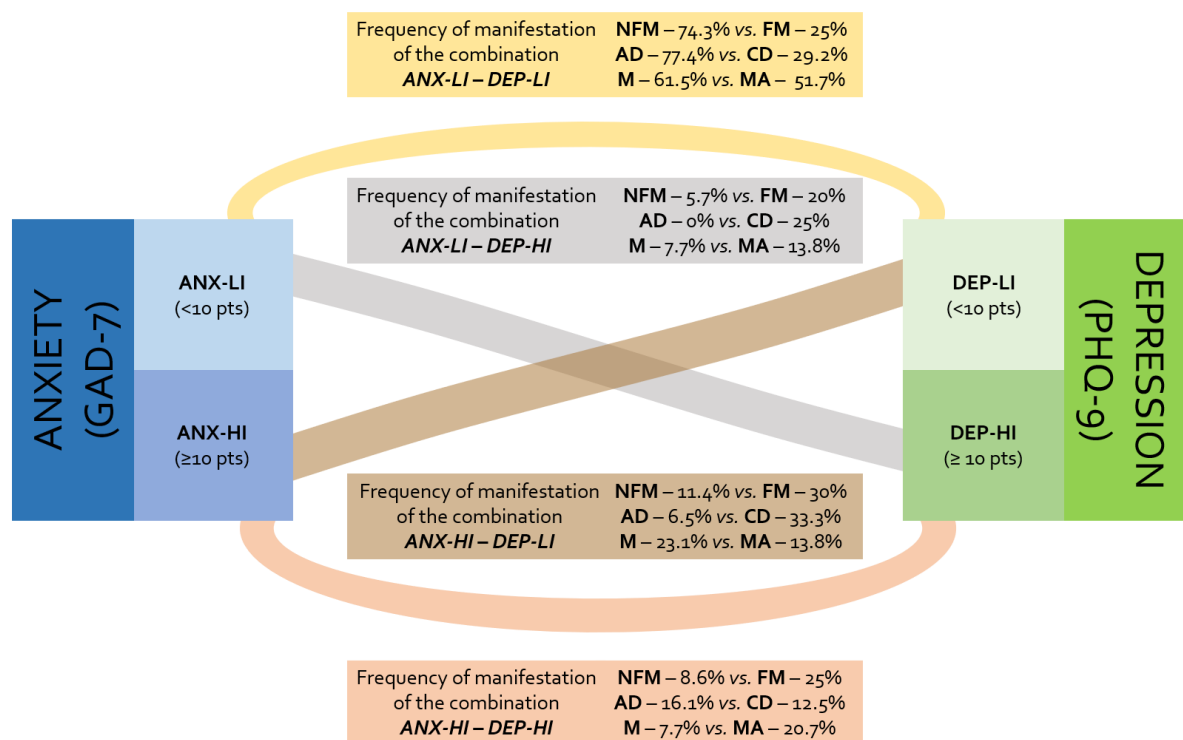 Frequency of manifestation
of the combination
ANX-LI – DEP-LI
NFM – 74.3% vs. FM – 25%
AD – 77.4% vs. CD – 29.2%
M – 61.5% vs. MA – 51.7%
Frequency of manifestation
of the combination
ANX-LI – DEP-HI
NFM – 5.7% vs. FM – 20%
AD – 0% vs. CD – 25%
M – 7.7% vs. MA – 13.8%
ANXIETY
(GAD-7)
ANX-LI
(<10 pts)
ANX-HI
(≥10 pts)
DEP-LI
(<10 pts)
DEP-HI
(≥ 10 pts)
DEPRESSION
(PHQ-9)
Frequency of manifestation
of the combination
ANX-HI – DEP-LI
NFM – 11.4% vs. FM – 30%
AD – 6.5% vs. CD – 33.3%
M – 23.1% vs. MA – 13.8%
Frequency of manifestation
of the combination
ANX-HI – DEP-HI
NFM – 8.6% vs. FM – 25%
AD – 16.1% vs. CD – 12.5%
M – 7.7% vs. MA – 20.7%